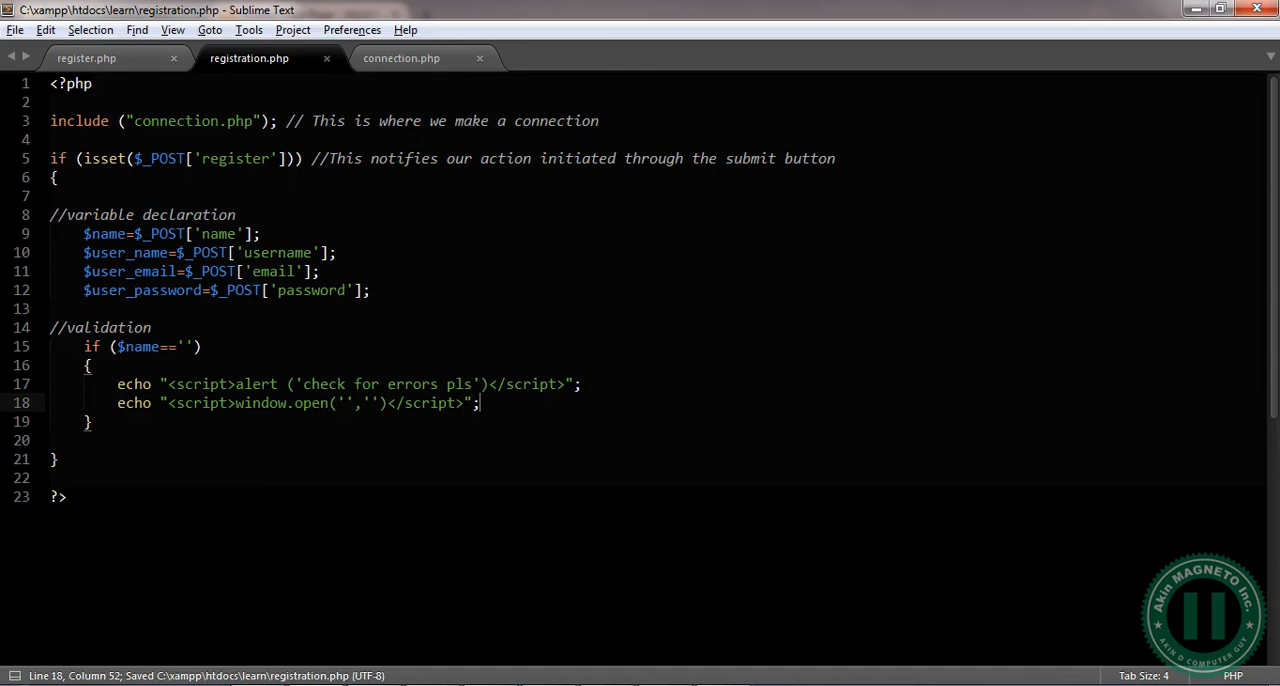 C:\xampp\htdocs\learn\registration.php - Sublime Text
File Edit Selection Find View Goto Tools Project Preferences Help
register.php × registration.php × connection.php ×
1 <?php
2
3 include ("connection.php"); // This is where we make a connection
4
5 if (isset($_POST['register'])) //This notifies our action initiated through the submit button
6 {
7
8 //variable declaration
9 $name=$_POST['name'];
10 $user_name=$_POST['username'];
11 $user_email=$_POST['email'];
12 $user_password=$_POST['password'];
13
14 //validation
15 if ($name=='')
16 {
17 echo "<script>alert ('check for errors pls')</script>";
18 echo "<script>window.open('','')</script>";
19 }
20
21 }
22
23 ?>
Akin MAGNETO Inc.
AKIN D COMPUTER GUY
Line 18, Column 52; Saved C:\xampp\htdocs\learn\registration.php (UTF-8) Tab Size: 4 PHP